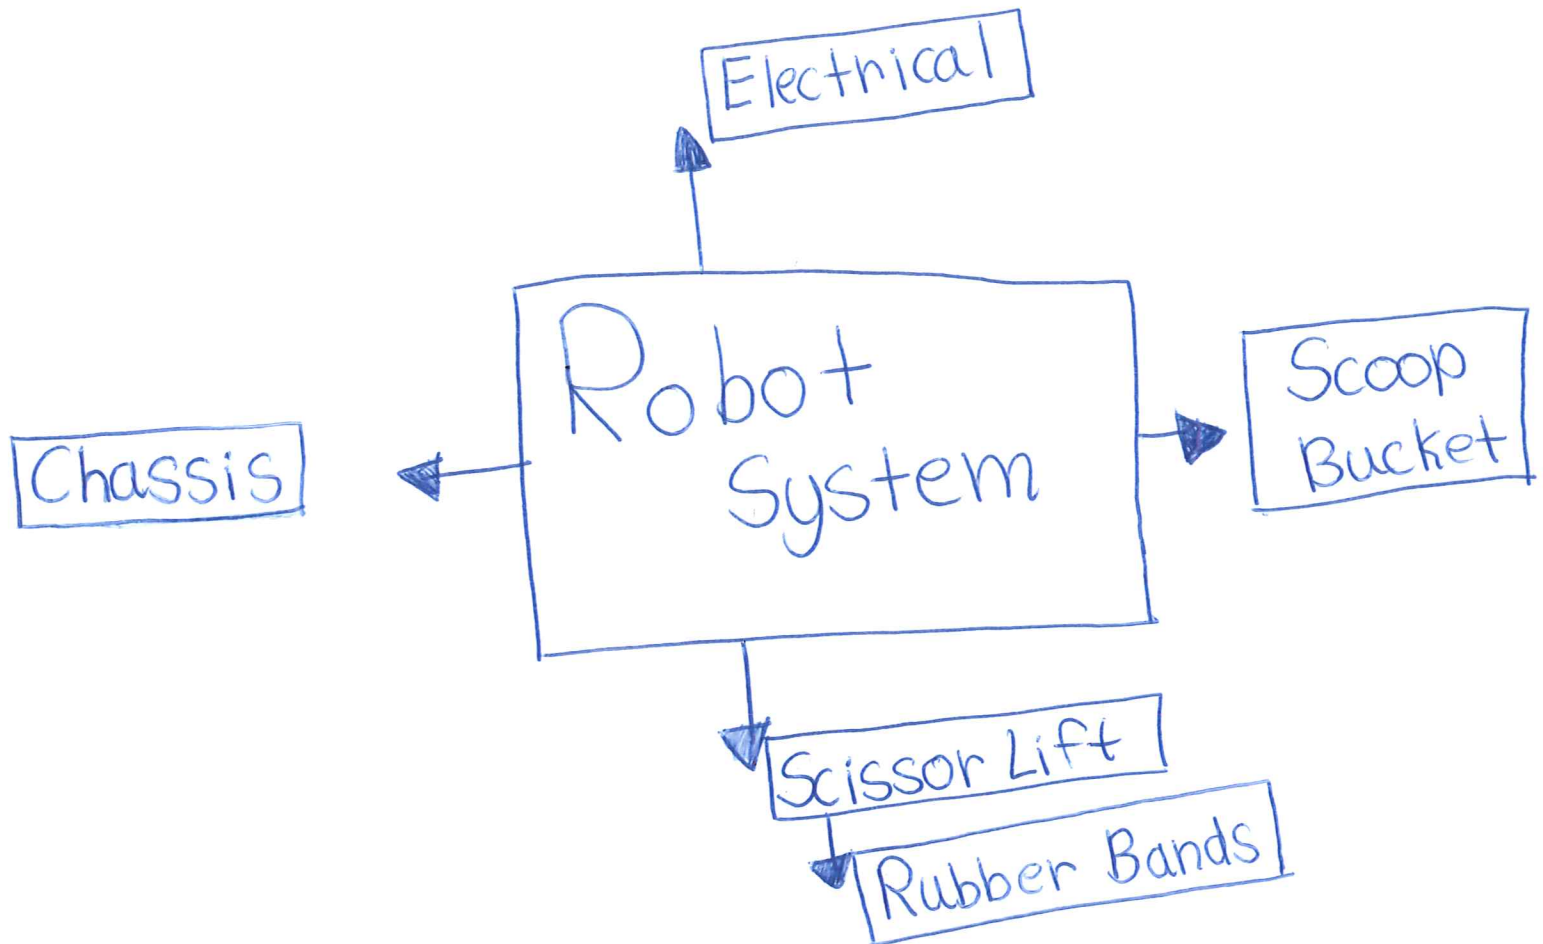 Electrical
Robot
System
Scoop
Bucket
Chassis
Scissor Lift
Rubber Bands